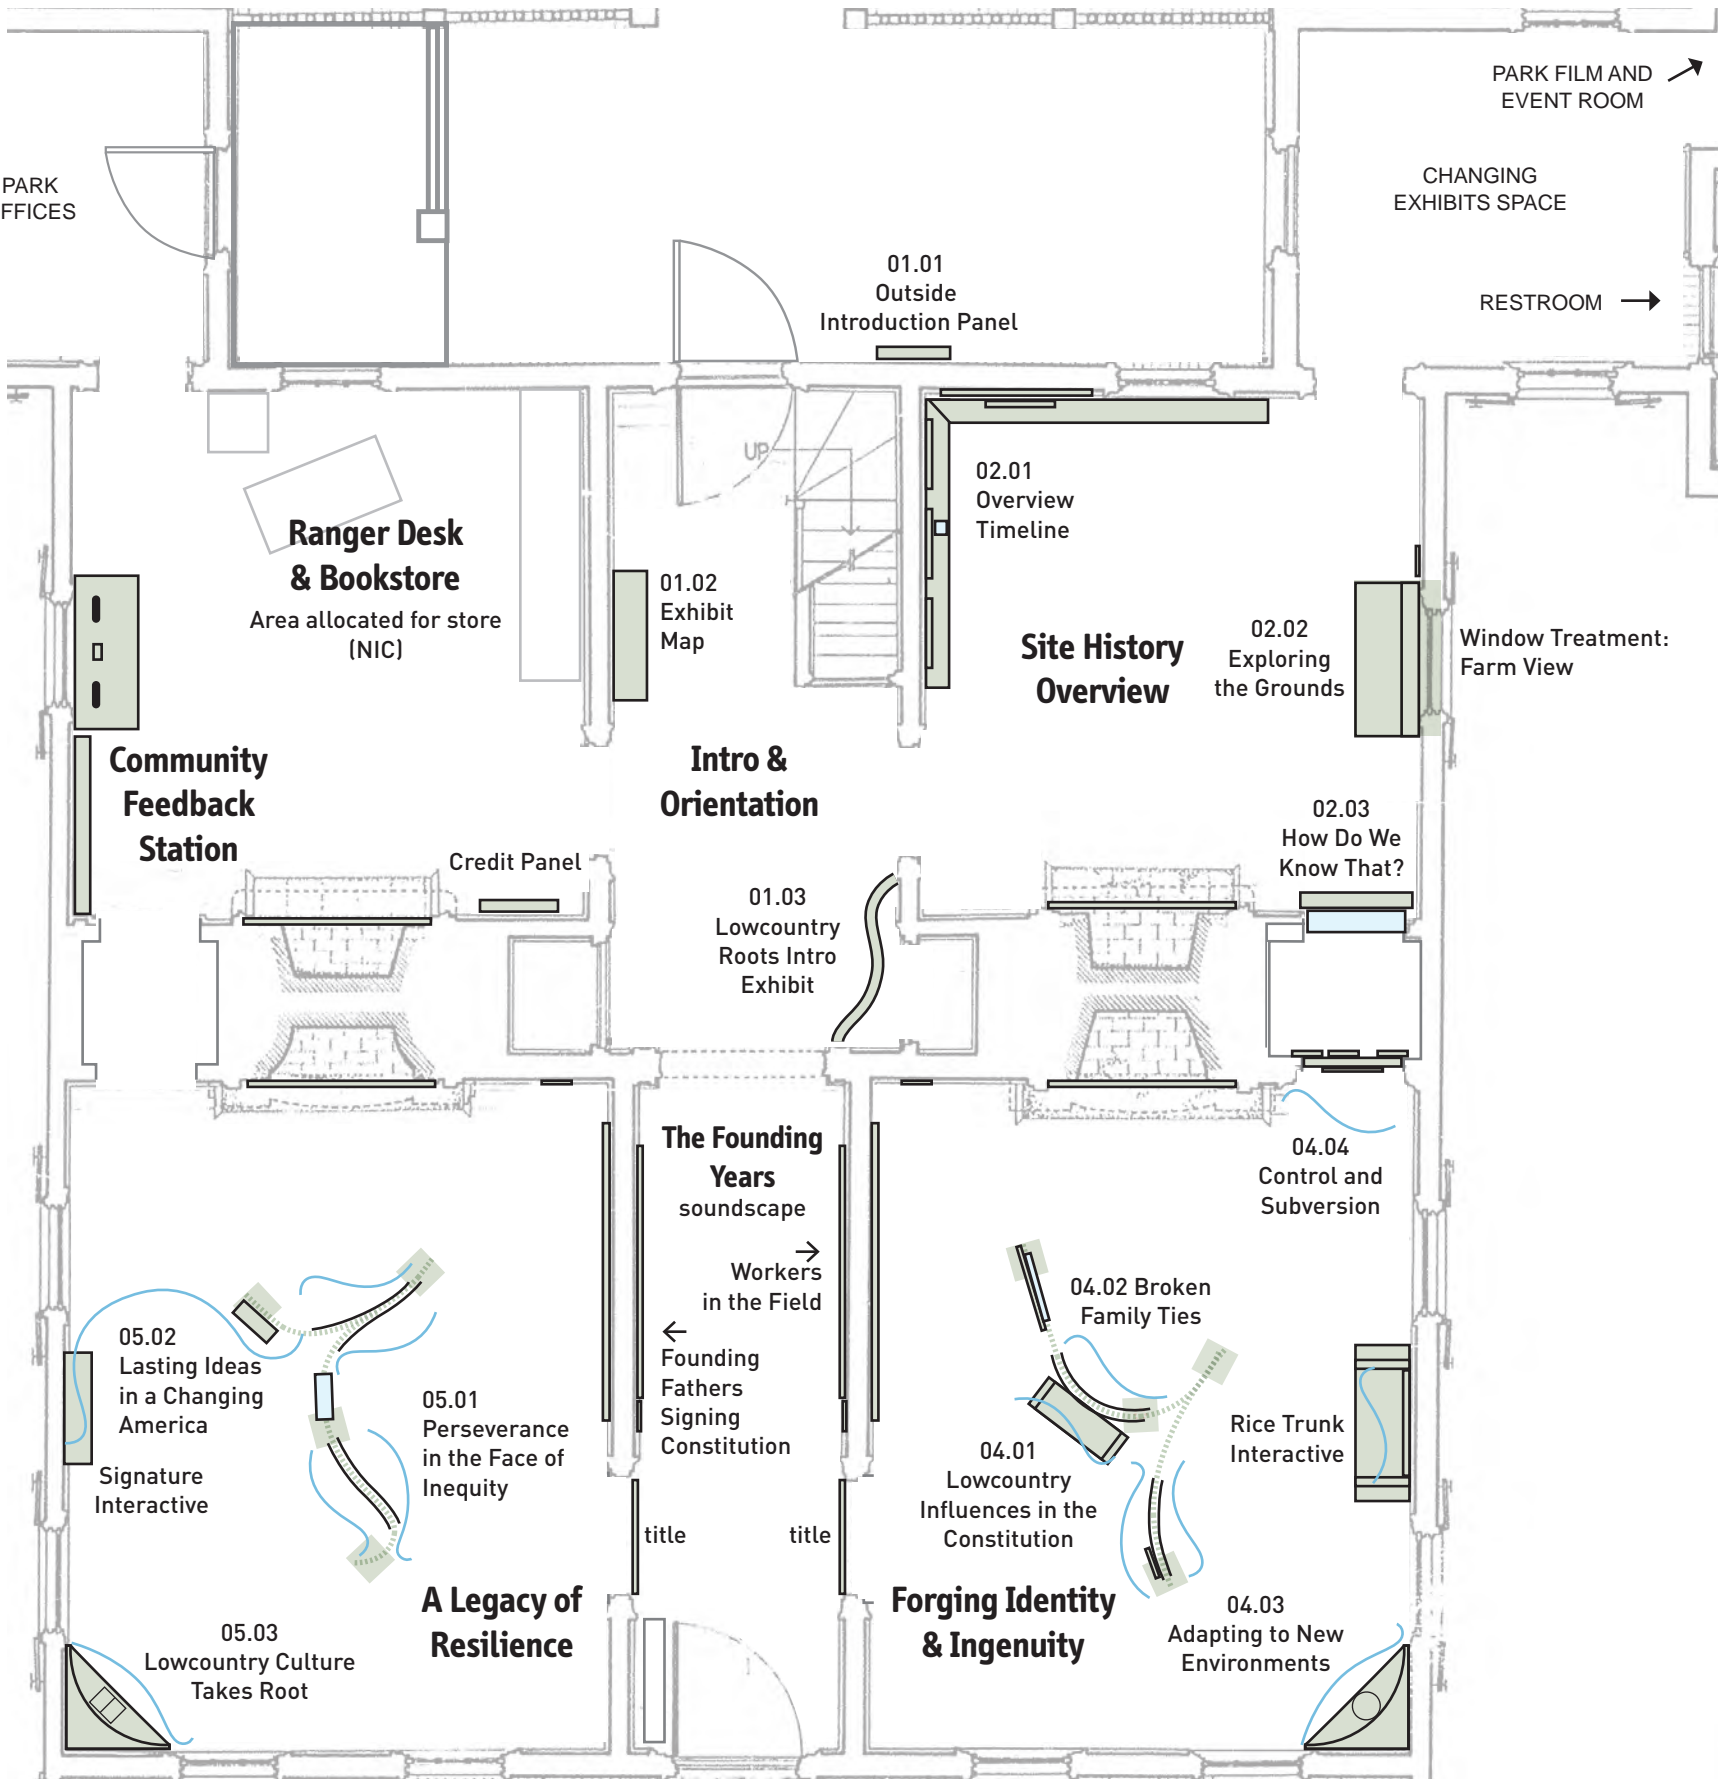 PARK FILM AND
EVENT ROOM
PARK
FFICES
CHANGING
EXHIBITS SPACE
RESTROOM
01.01
Outside
Introduction Panel
UP
02.01
Overview
Timeline
Ranger Desk
& Bookstore
Area allocated for store
(NIC)
01.02
Exhibit
Map
Site History
Overview
02.02
Exploring
the Grounds
Window Treatment:
Farm View
Community
Feedback
Station
Intro &
Orientation
02.03
How Do We
Know That?
Credit Panel
01.03
Lowcountry
Roots Intro
Exhibit
The Founding
Years
soundscape
Workers
in the Field
Founding
Fathers
Signing
Constitution
04.04
Control and
Subversion
04.02 Broken
Family Ties
05.02
Lasting Ideas
in a Changing
America
Signature
Interactive
05.01
Perseverance
in the Face of
Inequity
04.01
Lowcountry
Influences in the
Constitution
Rice Trunk
Interactive
title
title
A Legacy of
Resilience
Forging Identity
& Ingenuity
04.03
Adapting to New
Environments
05.03
Lowcountry Culture
Takes Root